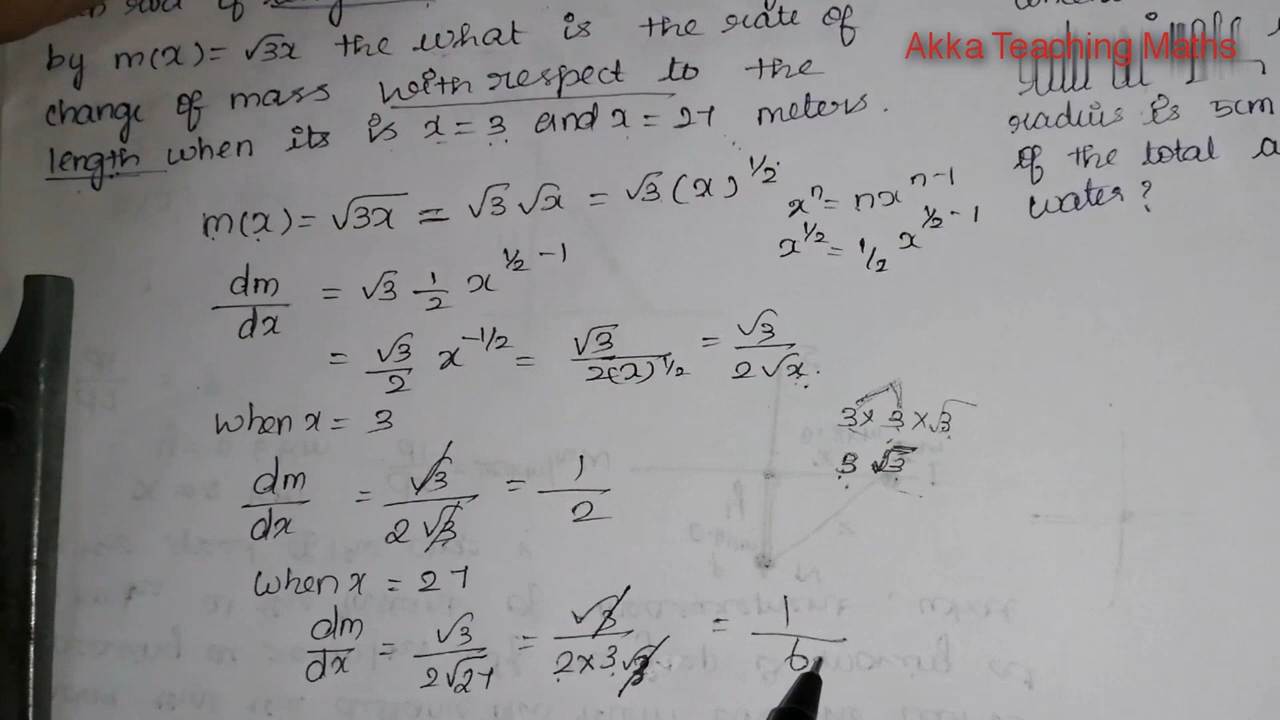 by m(x) = √3x the what is the rate of
change of mass with respect to the
length when its is x = 3 and x = 27 meters.
Akka Teaching Maths
radius is 5cm
of the total a
water?
m(x) = √3x = √3 √x = √3 (x)^1/2
x^n = nx^n-1
x^1/2 = 1/2 x^1/2-1
dm/dx = √3 1/2 x^1/2 -1
= √3/2 x^-1/2 = √3/2(x)^1/2 = √3/2√x.
when x = 3
3 × 3 × √3
3 √3
dm/dx = √3/2√3 = 1/2
when x = 27
dm/dx = √3/2√27 = √3/2×3√3 = 1/6